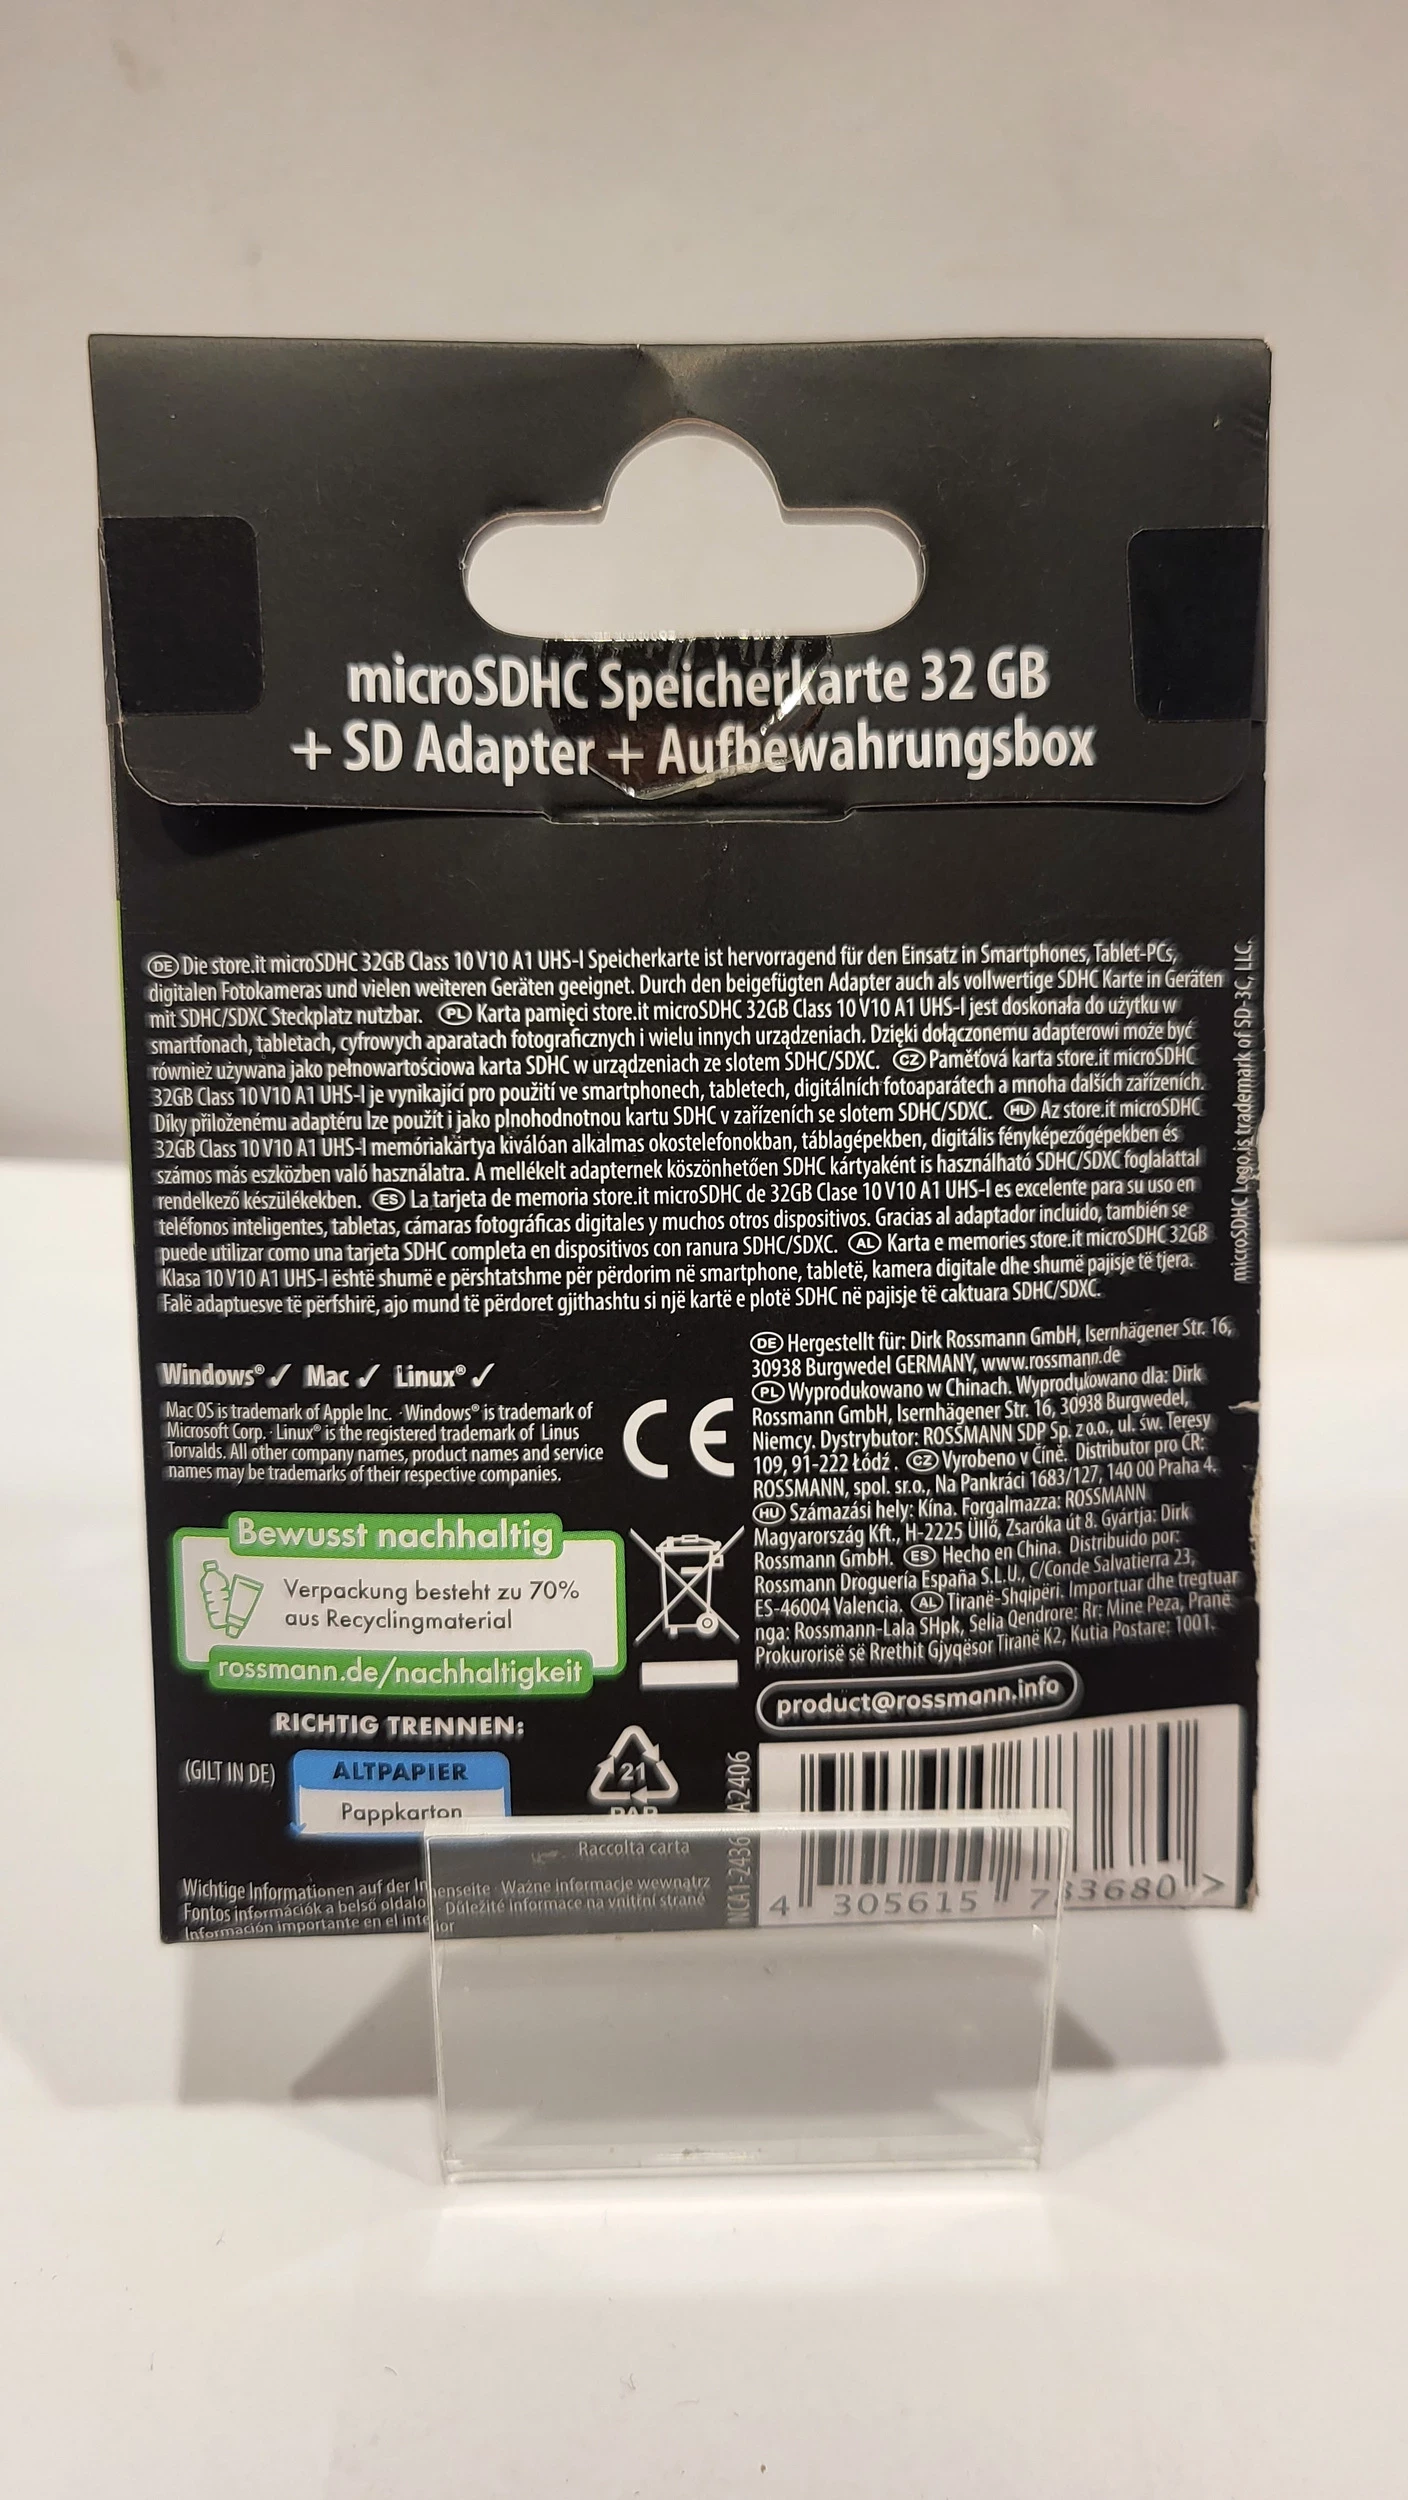 microSDHC Speicherkarte 32 GB
+ SD Adapter + Aufbewahrungsbox
DE Die store.it microSDHC 32GB Class 10 V10 A1 UHS-I Speicherkarte ist hervorragend für den Einsatz in Smartphones, Tablet-PCs,
digitalen Fotokameras und vielen weiteren Geräten geeignet. Durch den beigefügten Adapter auch als vollwertige SDHC Karte in Geräten
mit SDHC/SDXC Steckplatz nutzbar. PL Karta pamięci store.it microSDHC 32GB Class 10 V10 A1 UHS-I jest doskonała do użytku w
smartfonach, tabletach, cyfrowych aparatach fotograficznych i wielu innych urządzeniach. Dzięki dołączonemu adapterowi może być
również używana jako pełnowartościowa karta SDHC w urządzeniach ze slotem SDHC/SDXC. CZ Paměťová karta store.it microSDHC
32GB Class 10 V10 A1 UHS-I je vynikající pro použití ve smartphonech, tabletech, digitálních fotoaparátech a mnoha dalších zařízeních.
Díky přiloženému adaptéru lze použít i jako plnohodnotnou kartu SDHC v zařízeních se slotem SDHC/SDXC. HU Az store.it microSDHC
32GB Class 10 V10 A1 UHS-I memóriakártya kiválóan alkalmas okostelefonokban, táblagépekben, digitális fényképezőgépekben és
számos más eszközben való használatra. A mellékelt adapternek köszönhetően SDHC kártyaként is használható SDHC/SDXC foglalattal
rendelkező készülékekben. ES La tarjeta de memoria store.it microSDHC de 32GB Clase 10 V10 A1 UHS-I es excelente para su uso en
teléfonos inteligentes, tabletas, cámaras fotográficas digitales y muchos otros dispositivos. Gracias al adaptador incluido, también se
puede utilizar como una tarjeta SDHC completa en dispositivos con ranura SDHC/SDXC. AL Karta e memories store.it microSDHC 32GB
Klasa 10 V10 A1 UHS-I është shumë e përshtatshme për përdorim në smartphone, tabletë, kamera digitale dhe shumë pajisje të tjera.
Falë adaptuesve të përfshirë, ajo mund të përdoret gjithashtu si një kartë e plotë SDHC në pajisje të caktuara SDHC/SDXC.
microSDHC Logo is trademark of SD-3C, LLC.
Windows® ✓ Mac ✓ Linux® ✓
Mac OS is trademark of Apple Inc. · Windows® is trademark of
Microsoft Corp. · Linux® is the registered trademark of Linus
Torvalds. All other company names, product names and service
names may be trademarks of their respective companies.
CE
DE Hergestellt für: Dirk Rossmann GmbH, Isernhägener Str. 16,
30938 Burgwedel GERMANY, www.rossmann.de
PL Wyprodukowano w Chinach. Wyprodukowano dla: Dirk
Rossmann GmbH, Isernhägener Str. 16, 30938 Burgwedel,
Niemcy. Dystrybutor: ROSSMANN SDP Sp. z o.o., ul. św. Teresy
109, 91-222 Łódź. CZ Vyrobeno v Číně. Distributor pro ČR:
ROSSMANN, spol. sr.o., Na Pankráci 1683/127, 140 00 Praha 4.
HU Származási hely: Kína. Forgalmazza: ROSSMANN
Magyarország Kft., H-2225 Üllő, Zsaróka út 8. Gyártja: Dirk
Rossmann GmbH. ES Hecho en China. Distribuido por:
Rossmann Droguería España S.L.U., C/Conde Salvatierra 23,
ES-46004 Valencia. AL Tiranë-Shqipëri. Importuar dhe tregtuar
nga: Rossmann-Lala SHpk, Selia Qendrore: Rr: Mine Peza, Pranë
Prokurorisë së Rrethit Gjyqësor Tiranë K2, Kutia Postare: 1001.
product@rossmann.info
Bewusst nachhaltig
Verpackung besteht zu 70%
aus Recyclingmaterial
rossmann.de/nachhaltigkeit
RICHTIG TRENNEN:
(GILT IN DE)
ALTPAPIER
Pappkarton
21
PAP
Raccolta carta
Wichtige Informationen auf der Innenseite · Ważne informacje wewnątrz
Fontos információk a belső oldalo · Důležité informace na vnitřní straně
Información importante en el interior
NCA1-2436 A2406
4 305615 733680 >